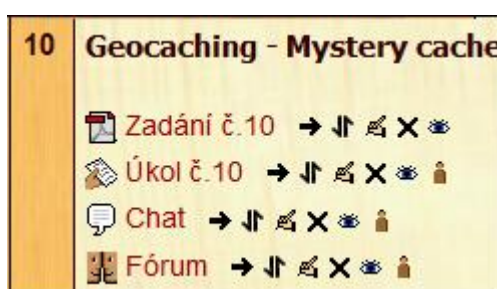 10 Geocaching - Mystery cache
Zadání č.10
Úkol č.10
Chat
Fórum